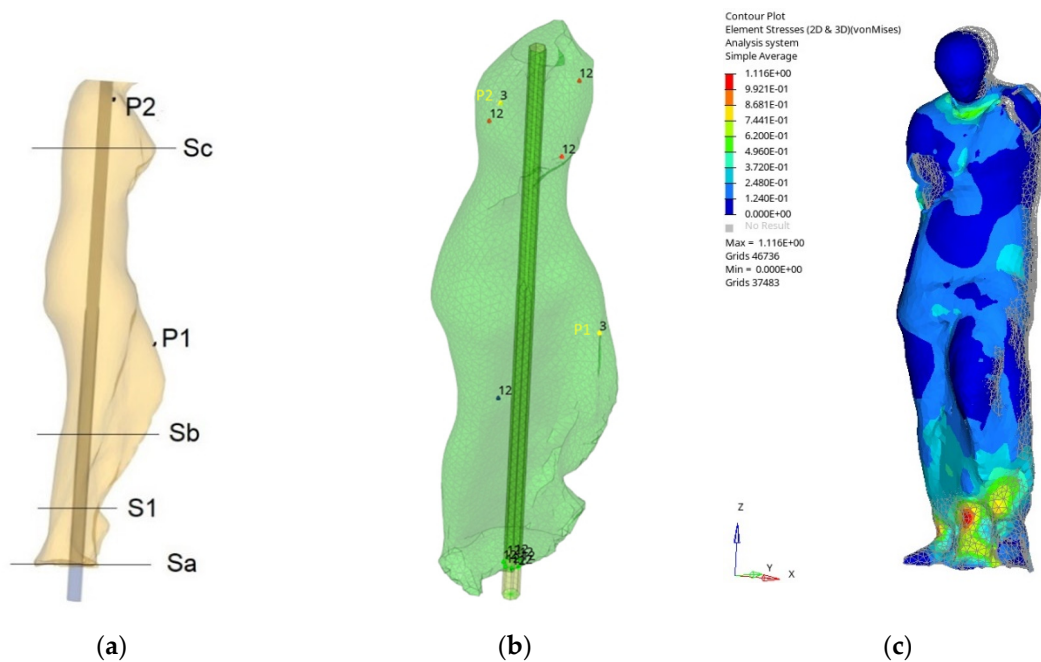 P2
Sc
P1
Sb
S1
Sa
(a)
12
P2 3
12
12
P1 3
12
(b)
Contour Plot
Element Stresses (2D & 3D)(vonMises)
Analysis system
Simple Average
1.116E+00
9.921E-01
8.681E-01
7.441E-01
6.200E-01
4.960E-01
3.720E-01
2.480E-01
1.240E-01
0.000E+00
No Result
Max = 1.116E+00
Grids 46736
Min = 0.000E+00
Grids 37483
Z
Y
X
(c)